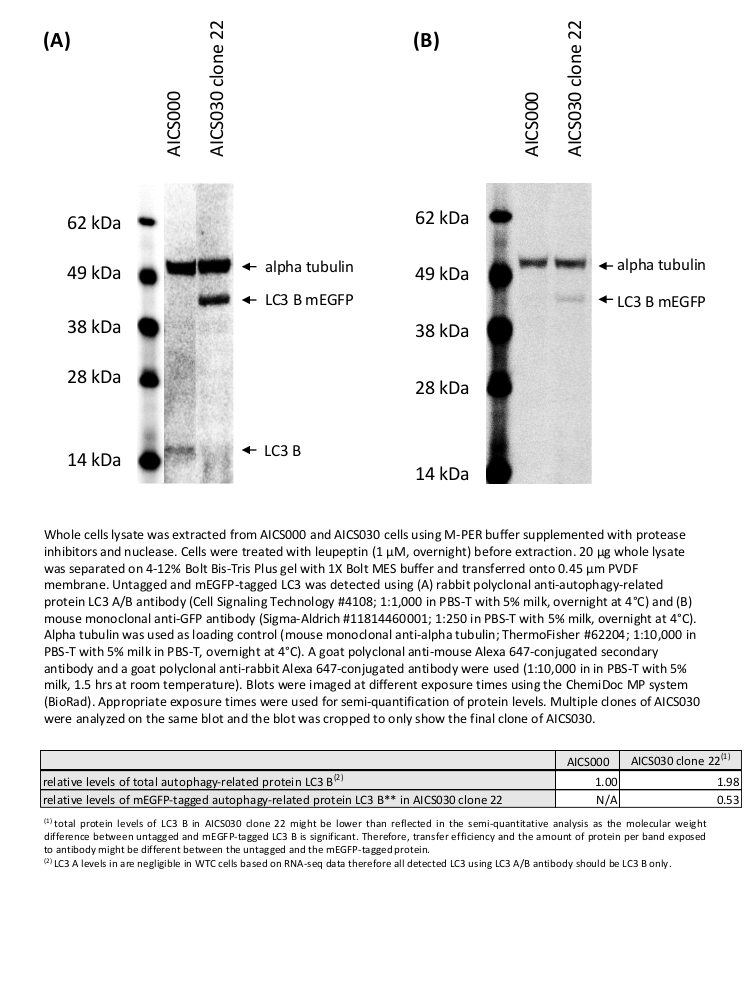 (A)
AICS000
AICS030 clone 22
62 kDa
49 kDa
38 kDa
28 kDa
14 kDa
alpha tubulin
LC3 B mEGFP
LC3 B
(B)
AICS000
AICS030 clone 22
62 kDa
49 kDa
38 kDa
28 kDa
14 kDa
alpha tubulin
LC3 B mEGFP
Whole cells lysate was extracted from AICS000 and AICS030 cells using M-PER buffer supplemented with protease
inhibitors and nuclease. Cells were treated with leupeptin (1 µM, overnight) before extraction. 20 µg whole lysate
was separated on 4-12% Bolt Bis-Tris Plus gel with 1X Bolt MES buffer and transferred onto 0.45 µm PVDF
membrane. Untagged and mEGFP-tagged LC3 was detected using (A) rabbit polyclonal anti-autophagy-related
protein LC3 A/B antibody (Cell Signaling Technology #4108; 1:1,000 in PBS-T with 5% milk, overnight at 4°C) and (B)
mouse monoclonal anti-GFP antibody (Sigma-Aldrich #11814460001; 1:250 in PBS-T with 5% milk, overnight at 4°C).
Alpha tubulin was used as loading control (mouse monoclonal anti-alpha tubulin; ThermoFisher #62204; 1:10,000 in
PBS-T with 5% milk in PBS-T, overnight at 4°C). A goat polyclonal anti-mouse Alexa 647-conjugated secondary
antibody and a goat polyclonal anti-rabbit Alexa 647-conjugated antibody were used (1:10,000 in in PBS-T with 5%
milk, 1.5 hrs at room temperature). Blots were imaged at different exposure times using the ChemiDoc MP system
(BioRad). Appropriate exposure times were used for semi-quantification of protein levels. Multiple clones of AICS030
were analyzed on the same blot and the blot was cropped to only show the final clone of AICS030.
AICS000 AICS030 clone 22(1)
relative levels of total autophagy-related protein LC3 B(2) 1.00 1.98
relative levels of mEGFP-tagged autophagy-related protein LC3 B** in AICS030 clone 22 N/A 0.53
(1) total protein levels of LC3 B in AICS030 clone 22 might be lower than reflected in the semi-quantitative analysis as the molecular weight
difference between untagged and mEGFP-tagged LC3 B is significant. Therefore, transfer efficiency and the amount of protein per band exposed
to antibody might be different between the untagged and the mEGFP-tagged protein.
(2) LC3 A levels in are negligible in WTC cells based on RNA-seq data therefore all detected LC3 using LC3 A/B antibody should be LC3 B only.